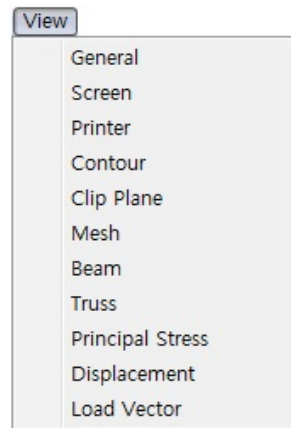 View
General
Screen
Printer
Contour
Clip Plane
Mesh
Beam
Truss
Principal Stress
Displacement
Load Vector